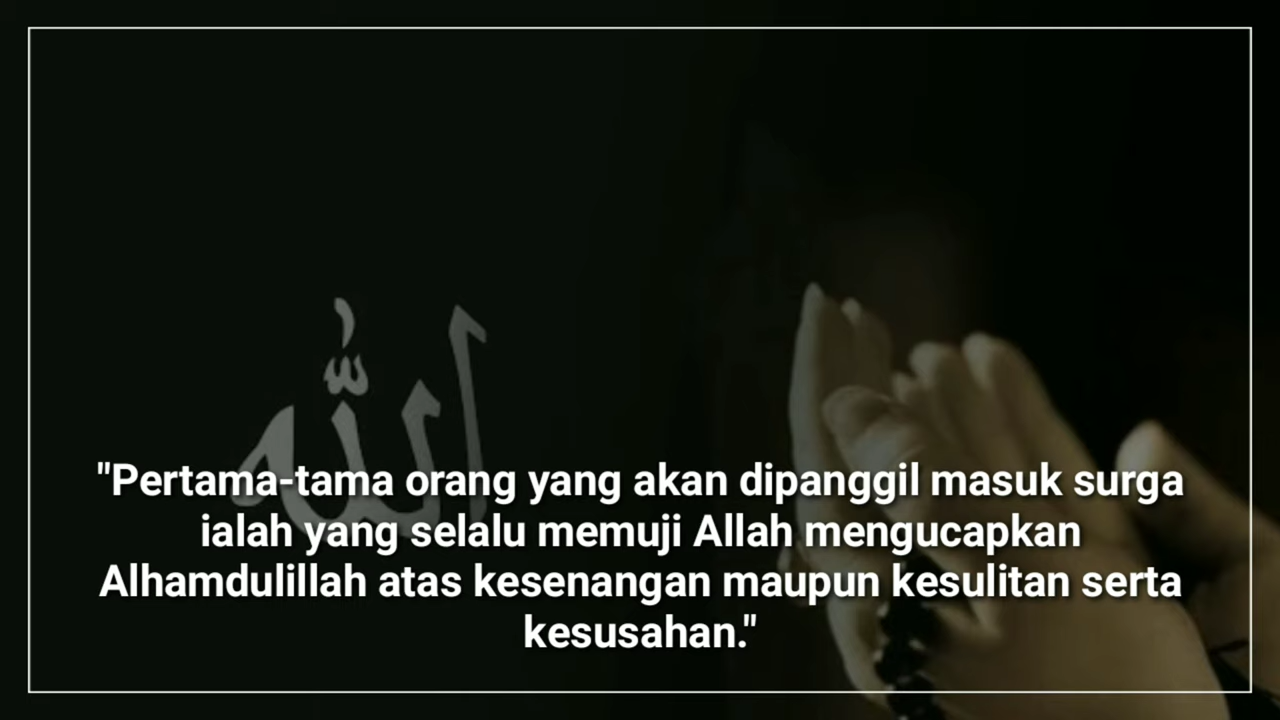 الله
"Pertama-tama orang yang akan dipanggil masuk surga
ialah yang selalu memuji Allah mengucapkan
Alhamdulillah atas kesenangan maupun kesulitan serta
kesusahan."